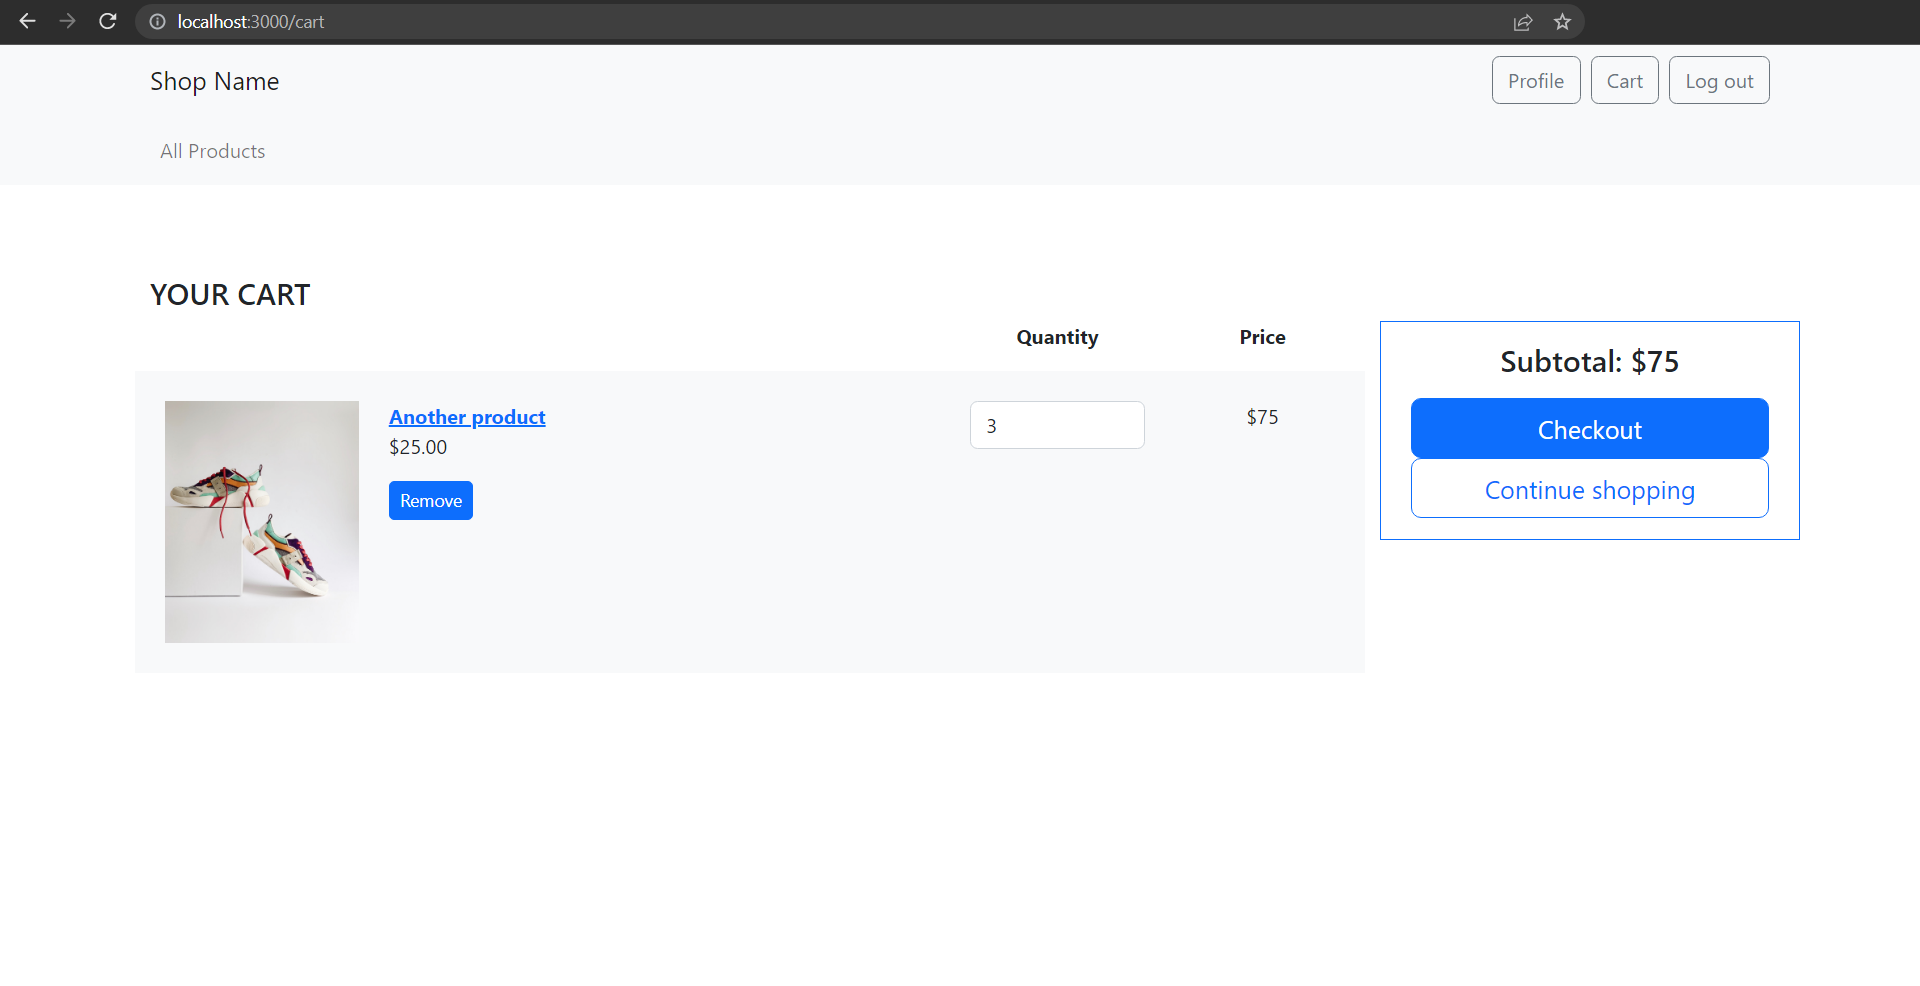 localhost:3000/cart
Shop Name
Profile
Cart
Log out
All Products
YOUR CART
Quantity
Price
Another product
$25.00
Remove
3
$75
Subtotal: $75
Checkout
Continue shopping